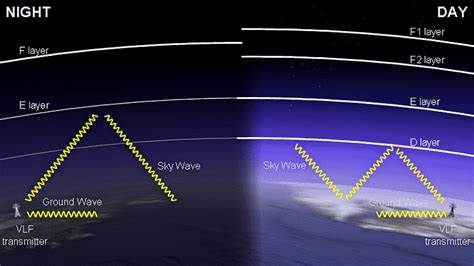 NIGHT
DAY
F layer
F1 layer
F2 layer
E layer
E layer
D layer
Sky Wave
Sky Wave
Ground Wave
Ground Wave
VLF
transmitter
VLF
transmitter